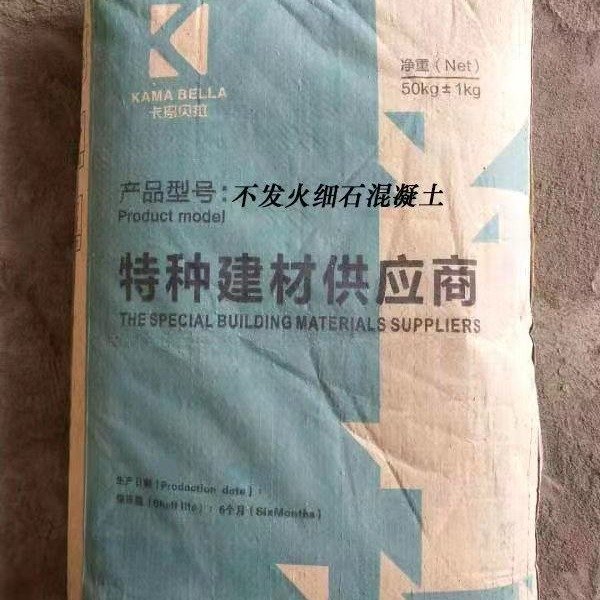 净重（Net）
50kg±1kg
KAMA BELLA
卡玛贝拉
产品型号：不发火细石混凝土
Product model
特种建材供应商
THE SPECIAL BUILDING MATERIALS SUPPLIERS
生产日期（Production date）：
保质期（Shelf life）：6个月（SixMonths）